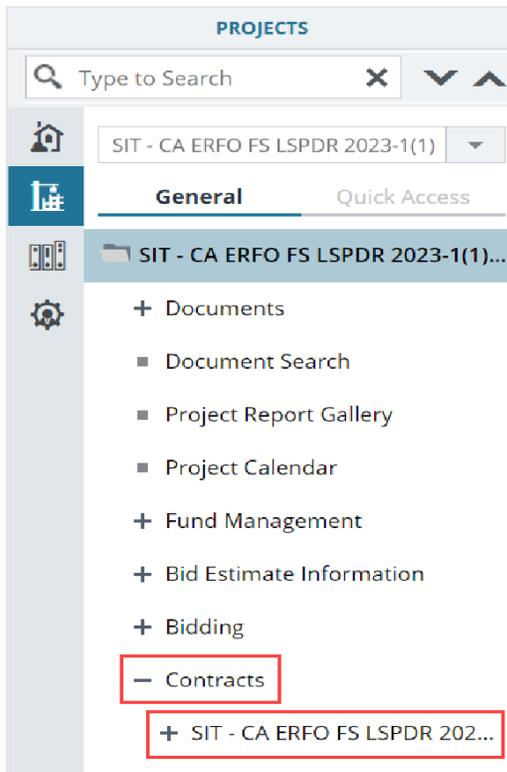 PROJECTS
Type to Search
SIT - CA ERFO FS LSPDR 2023-1(1)
General Quick Access
SIT - CA ERFO FS LSPDR 2023-1(1)...
Documents
Document Search
Project Report Gallery
Project Calendar
Fund Management
Bid Estimate Information
Bidding
Contracts
SIT - CA ERFO FS LSPDR 202...